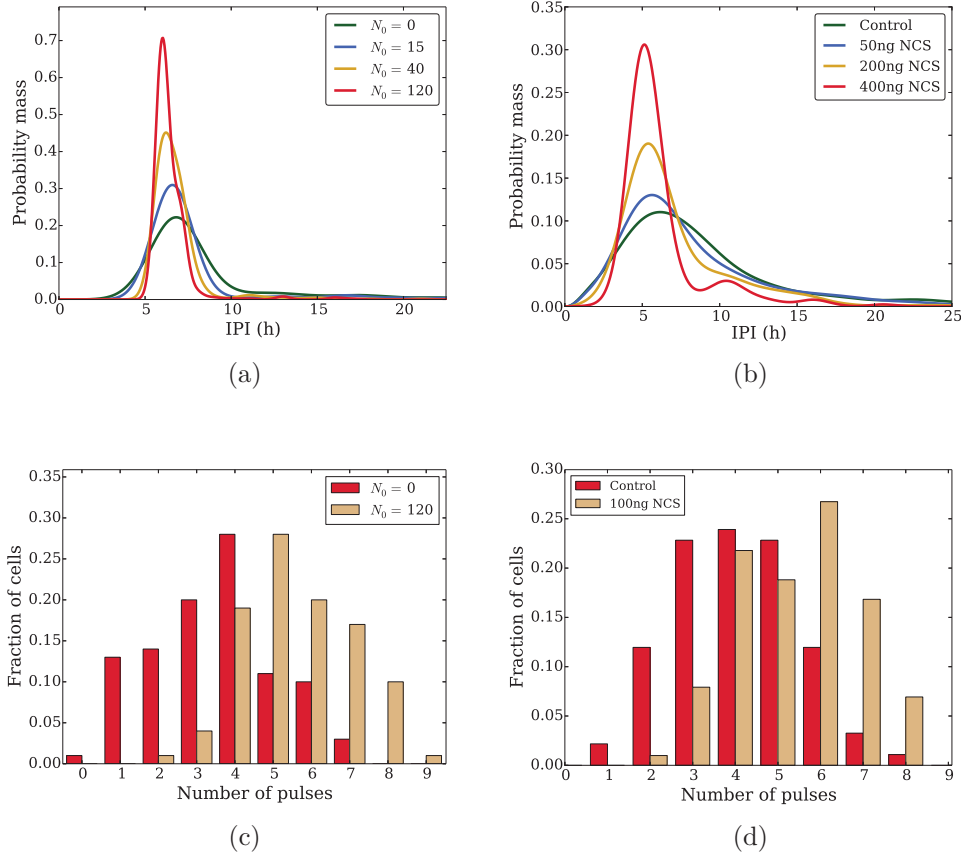 N₀ = 0
N₀ = 15
N₀ = 40
N₀ = 120
Probability mass
0.7
0.6
0.5
0.4
0.3
0.2
0.1
0.0
0 5 10 15 20
IPI (h)
(a)
Control
50ng NCS
200ng NCS
400ng NCS
Probability mass
0.35
0.30
0.25
0.20
0.15
0.10
0.05
0.00
0 5 10 15 20 25
IPI (h)
(b)
N₀ = 0
N₀ = 120
Fraction of cells
0.35
0.30
0.25
0.20
0.15
0.10
0.05
0.00
0 1 2 3 4 5 6 7 8 9
Number of pulses
(c)
Control
100ng NCS
Fraction of cells
0.30
0.25
0.20
0.15
0.10
0.05
0.00
0 1 2 3 4 5 6 7 8 9
Number of pulses
(d)